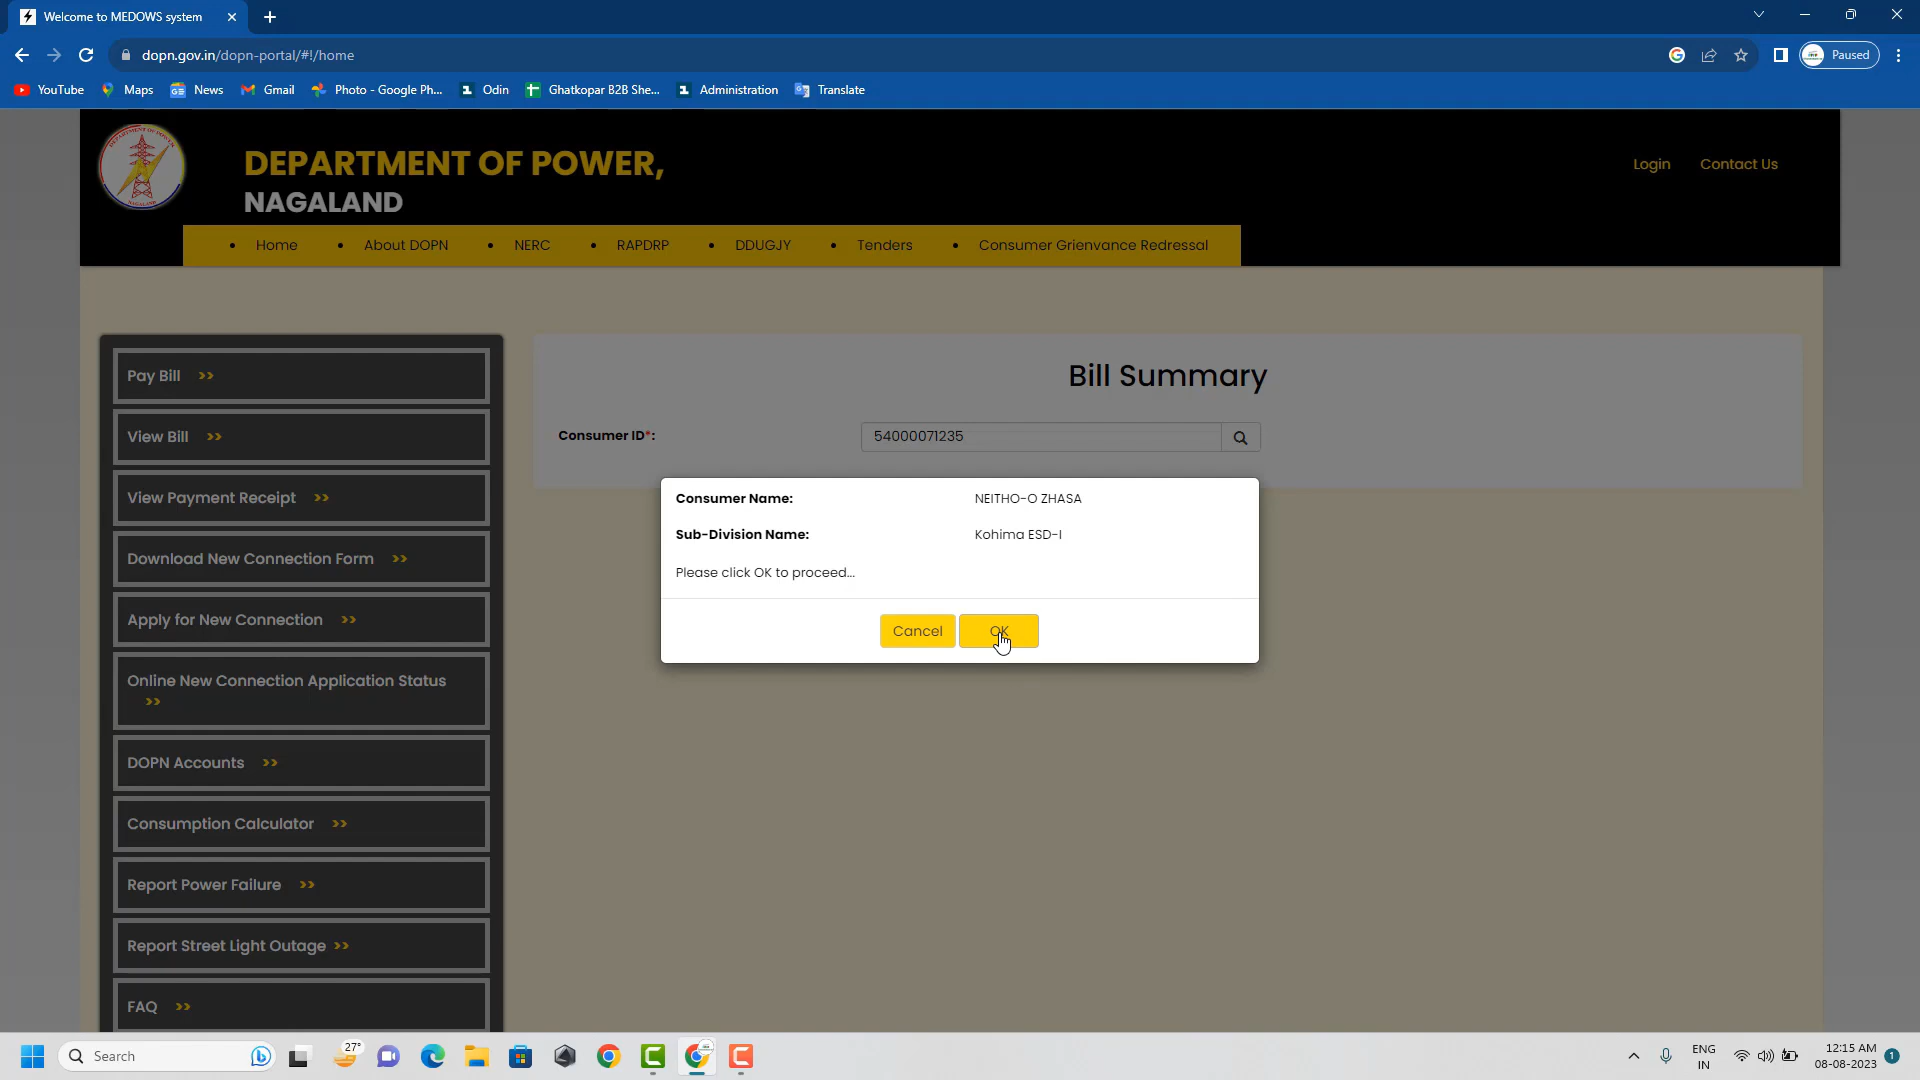 Welcome to MEDOWS system
dopn.gov.in/dopn-portal/#!/home
Paused
YouTube
Maps
News
Gmail
Photo - Google Ph...
Odin
Ghatkopar B2B She...
Administration
Translate
DEPARTMENT OF POWER,
NAGALAND
Login
Contact Us
DEPARTMENT OF POWER
NAGALAND
Home
About DOPN
NERC
RAPDRP
DDUGJY
Tenders
Consumer Grienvance Redressal
Pay Bill >>
View Bill >>
View Payment Receipt >>
Download New Connection Form >>
Apply for New Connection >>
Online New Connection Application Status
>>
DOPN Accounts >>
Consumption Calculator >>
Report Power Failure >>
Report Street Light Outage >>
FAQ >>
Bill Summary
Consumer ID*:
54000071235
Consumer Name:
NEITHO-O ZHASA
Sub-Division Name:
Kohima ESD-I
Please click OK to proceed...
Cancel
OK
Search
27°
ENG
IN
12:15 AM
08-08-2023
1